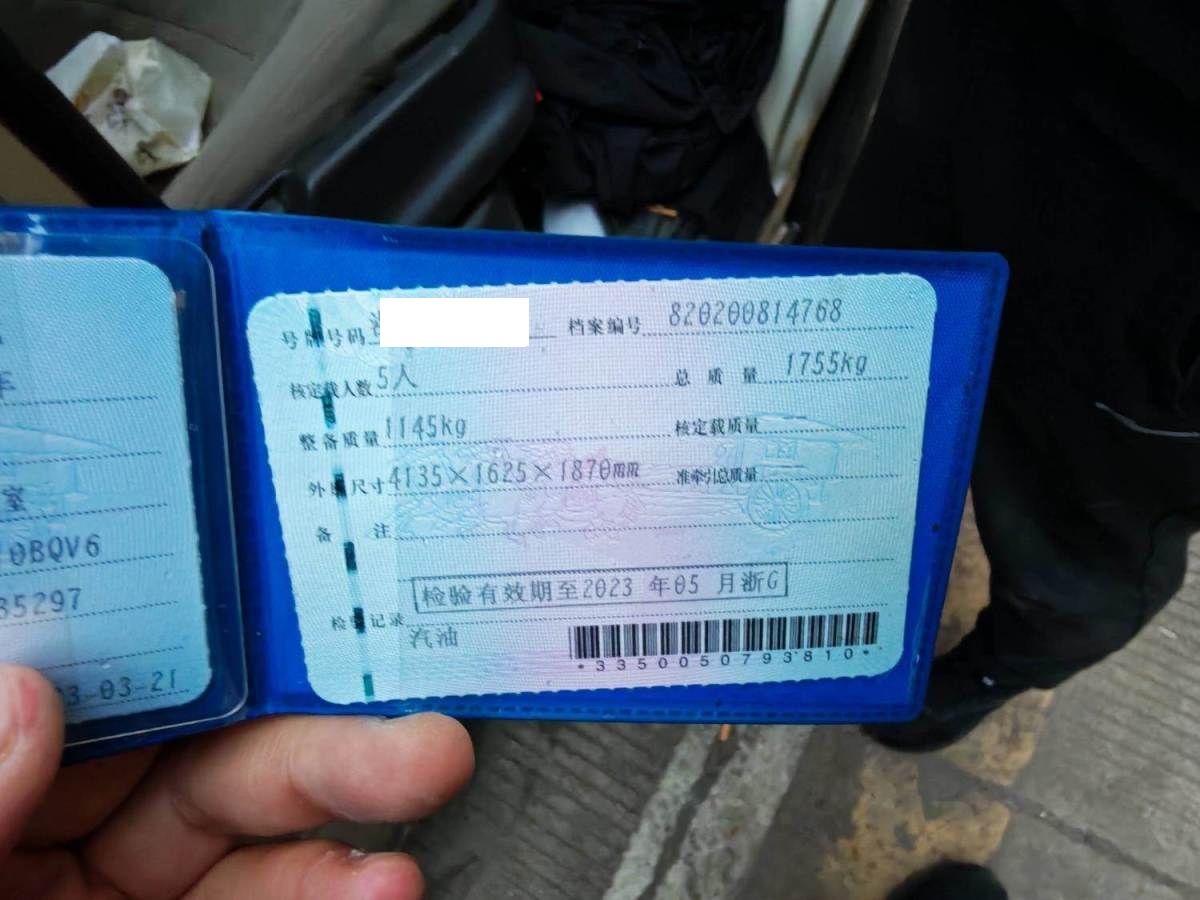 车
室
0BQV6
35297
03-03-21
号牌号码
档案编号 820200814768
核定载人数 5人
总质量 1755kg
整备质量 1145kg
核定载质量
外廓尺寸 4135×1625×1870mm
准牵引总质量
备注
检验有效期至2023 年05 月浙G
检验记录
汽油
*3350050793810*